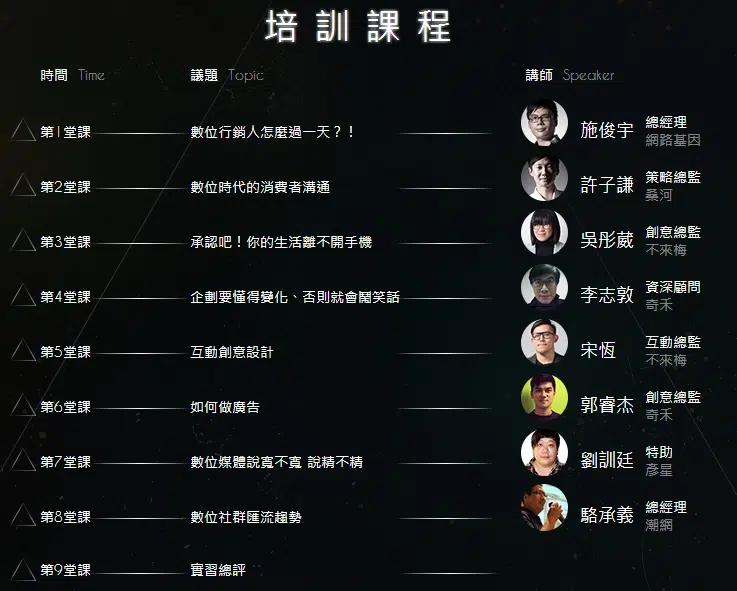 培訓課程
時間 Time 議題 Topic 講師 Speaker
第1堂課 數位行銷人怎麼過一天？！ 施俊宇 總經理 網路基因
第2堂課 數位時代的消費者溝通 許子謙 策略總監 桑河
第3堂課 承認吧！你的生活離不開手機 吳彤葳 創意總監 不來梅
第4堂課 企劃要懂得變化、否則就會鬧笑話 李志敦 資深顧問 奇禾
第5堂課 互動創意設計 宋恆 互動總監 不來梅
第6堂課 如何做廣告 郭睿杰 創意總監 奇禾
第7堂課 數位媒體說寬不寬 說精不精 劉訓廷 特助 彥星
第8堂課 數位社群匯流趨勢 駱承義 總經理 潮網
第9堂課 實習總評